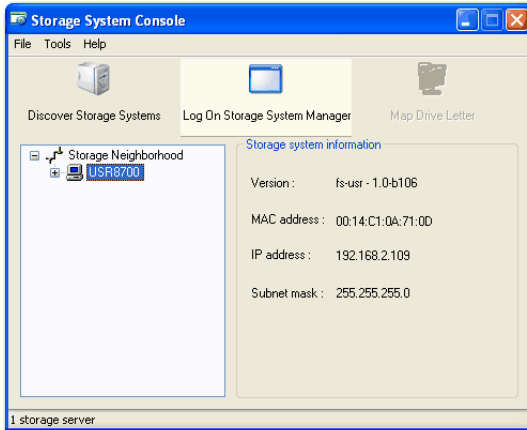 Storage System Console
File Tools Help
Discover Storage Systems
Log On Storage System Manager
Map Drive Letter
Storage Neighborhood
USR8700
Storage system information
Version : fs-usr - 1.0-b106
MAC address : 00:14:C1:0A:71:0D
IP address : 192.168.2.109
Subnet mask : 255.255.255.0
1 storage server